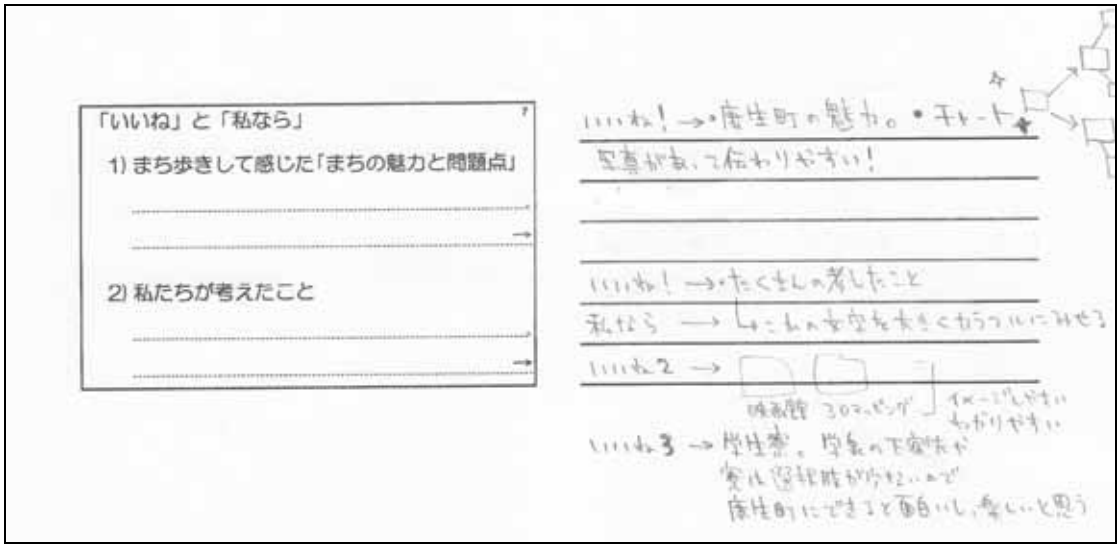 「いいね」と「私なら」
1) まち歩きして感じた「まちの魅力と問題点」
→
2) 私たちが考えたこと
→
いいね! →・康生町の魅力。・チャート
写真があって伝わりやすい!
いいね! →・たくさんの考したこと
私なら → ↳これの文字を大きくカラフルにみせる
いいね2 →
映画館 3Dマッピング
イメージしやすい
わかりやすい
いいね3 → 学生寮。学長の下宿先や
寮は選択肢が少ないので
康生町にできると面白いし、楽しいと思う